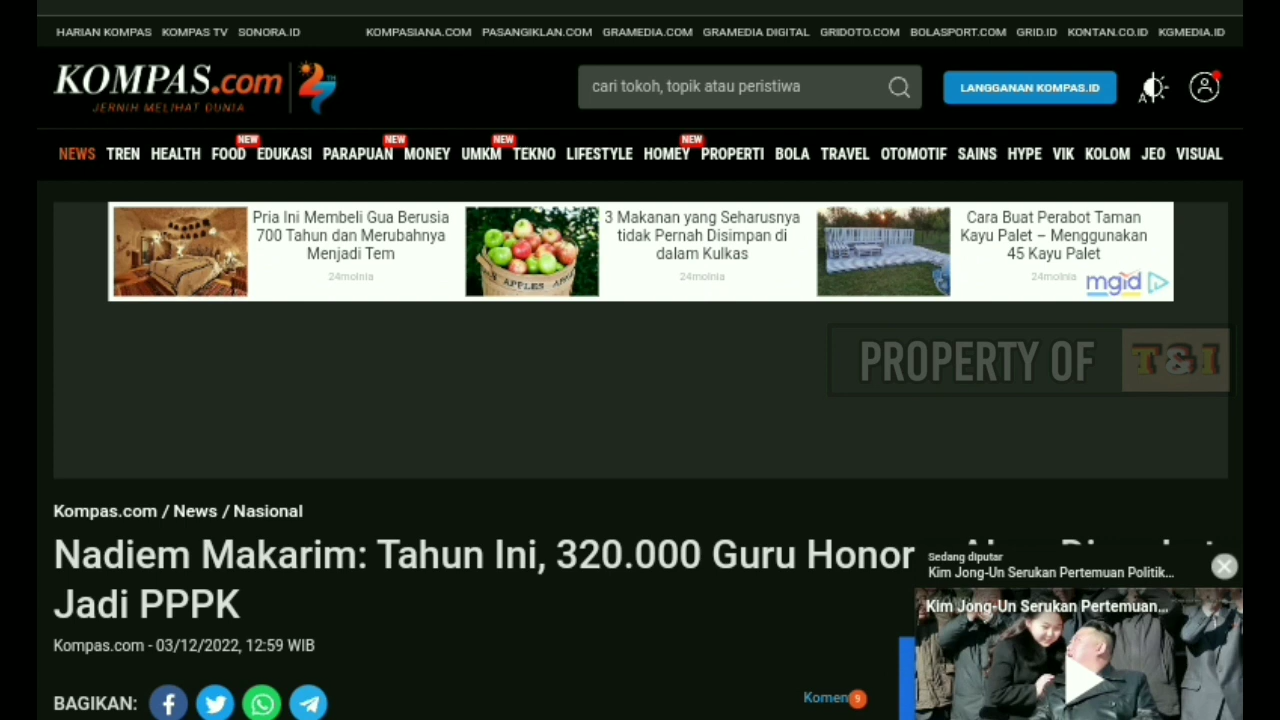 HARIAN KOMPAS KOMPAS TV SONORA.ID KOMPASIANA.COM PASANGIKLAN.COM GRAMEDIA.COM GRAMEDIA DIGITAL GRIDOTO.COM BOLASPORT.COM GRID.ID KONTAN.CO.ID KGMEDIA.ID
KOMPAS.com
JERNIH MELIHAT DUNIA
cari tokoh, topik atau peristiwa
LANGGANAN KOMPAS.ID
A
NEW NEW NEW NEW
NEWS TREN HEALTH FOOD EDUKASI PARAPUAN MONEY UMKM TEKNO LIFESTYLE HOMEY PROPERTI BOLA TRAVEL OTOMOTIF SAINS HYPE VIK KOLOM JEO VISUAL
Pria Ini Membeli Gua Berusia
700 Tahun dan Merubahnya
Menjadi Tem
24molnia
3 Makanan yang Seharusnya
tidak Pernah Disimpan di
dalam Kulkas
24molnia
Cara Buat Perabot Taman
Kayu Palet – Menggunakan
45 Kayu Palet
24molnia
mgid
APPLES
PROPERTY OF T&I
Kompas.com / News / Nasional
Nadiem Makarim: Tahun Ini, 320.000 Guru Honor
Jadi PPPK
Kompas.com - 03/12/2022, 12:59 WIB
BAGIKAN:
Koment
9
Sedang diputar
Kim Jong-Un Serukan Pertemuan Politik...
Kim Jong-Un Serukan Pertemuan...